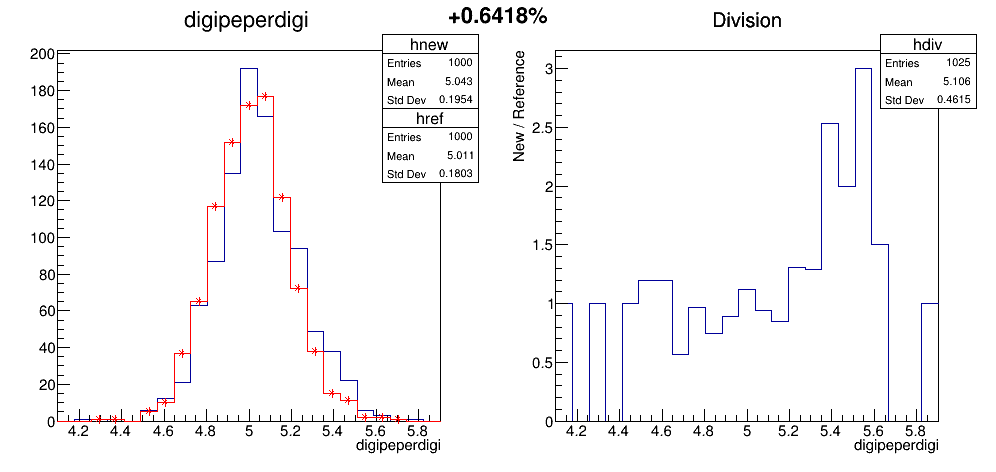 +0.6418%
digipeperdigi
hnew
Entries 1000
Mean 5.043
Std Dev 0.1954
href
Entries 1000
Mean 5.011
Std Dev 0.1803
200
180
160
140
120
100
80
60
40
20
0
4.2 4.4 4.6 4.8 5 5.2 5.4 5.6 5.8
digipeperdigi
Division
hdiv
Entries 1025
Mean 5.106
Std Dev 0.4615
New / Reference
3
2.5
2
1.5
1
0.5
0
4.2 4.4 4.6 4.8 5 5.2 5.4 5.6 5.8
digipeperdigi